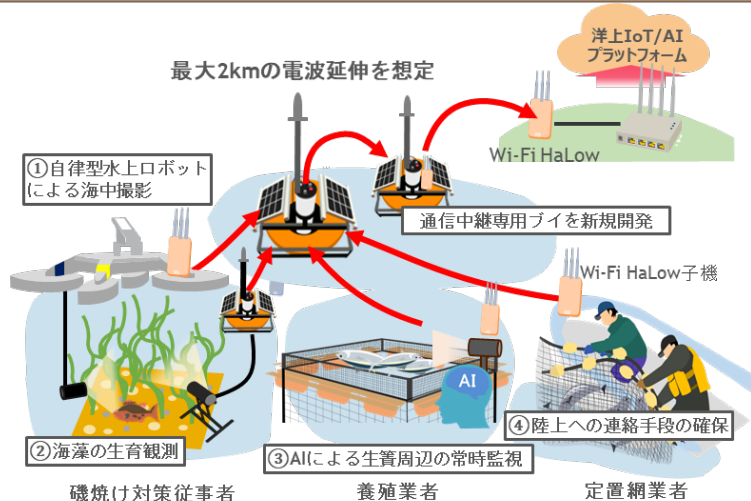 洋上IoT/AI
プラットフォーム
最大2kmの電波延伸を想定
Wi-Fi HaLow
①自律型水上ロボット
による海中撮影
通信中継専用ブイを新規開発
Wi-Fi HaLow子機
AI
②海藻の生育観測
③AIによる生簀周辺の常時監視
④陸上への連絡手段の確保
磯焼け対策従事者
養殖業者
定置網業者